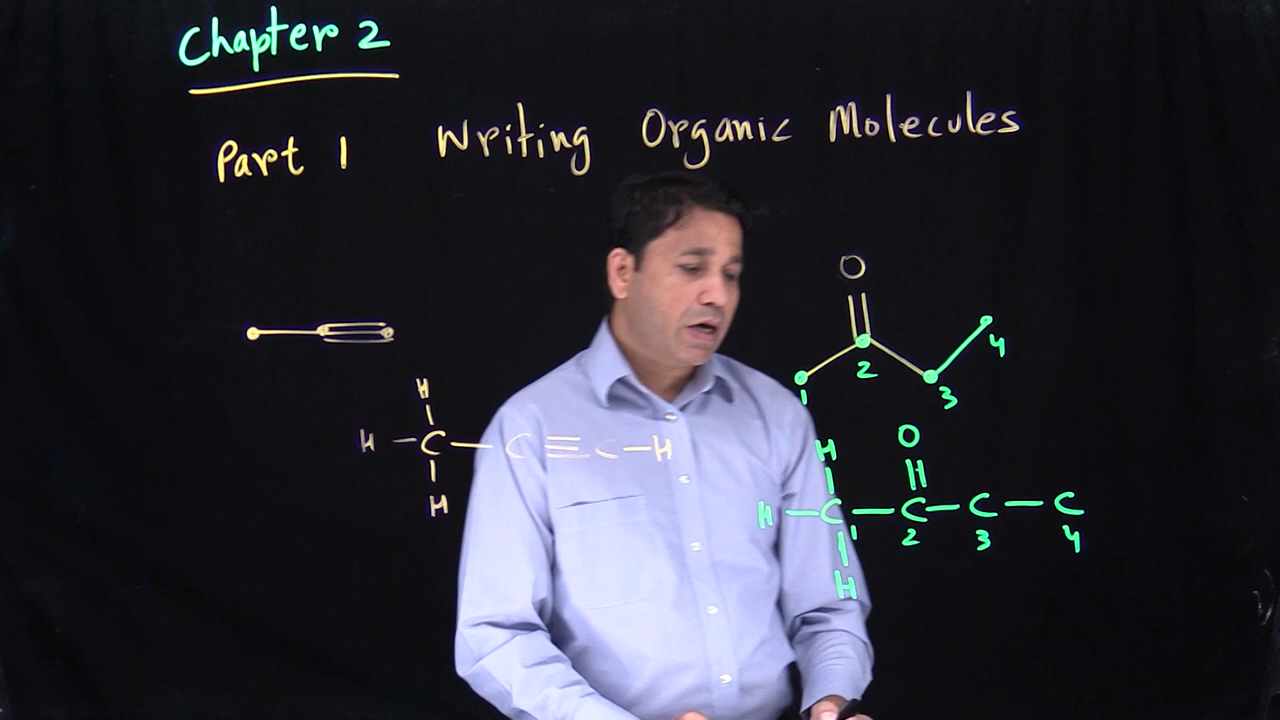 Chapter 2
Part 1 Writing Organic Molecules
O
4
2
1
3
H
H – C – C ≡ C – H
H
H O
H – C – C – C – C
1 2 3 4
H